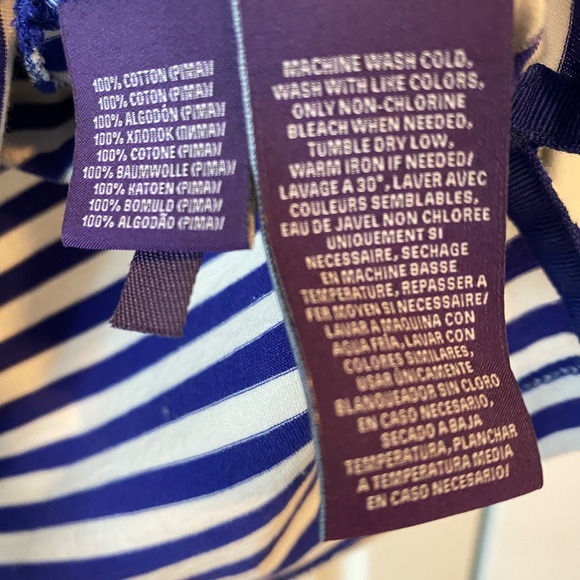 100% COTTON (PIMA)/
100% COTON (PIMA)/
100% ALGODÓN (PIMA)/
100% ХЛОПОК (PIMA)/
100% COTONE (PIMA)/
100% BAUMWOLLE (PIMA)/
100% KATOEN (PIMA)/
100% BOMULD (PIMA)/
100% ALGODÃO (PIMA)/
MACHINE WASH COLD,
WASH WITH LIKE COLORS,
ONLY NON-CHLORINE
BLEACH WHEN NEEDED,
TUMBLE DRY LOW,
WARM IRON IF NEEDED/
LAVAGE A 30°, LAVER AVEC
COULEURS SEMBLABLES,
EAU DE JAVEL NON CHLOREE
UNIQUEMENT SI
NECESSAIRE, SECHAGE
EN MACHINE BASSE
TEMPERATURE, REPASSER A
FER MOYEN SI NECESSAIRE/
LAVAR A MAQUINA CON
AGUA FRÍA, LAVAR CON
COLORES SIMILARES,
USAR ÚNICAMENTE
BLANQUEADOR SIN CLORO
EN CASO NECESARIO,
SECADO A BAJA
TEMPERATURA, PLANCHAR
A TEMPERATURA MEDIA
EN CASO NECESARIO/